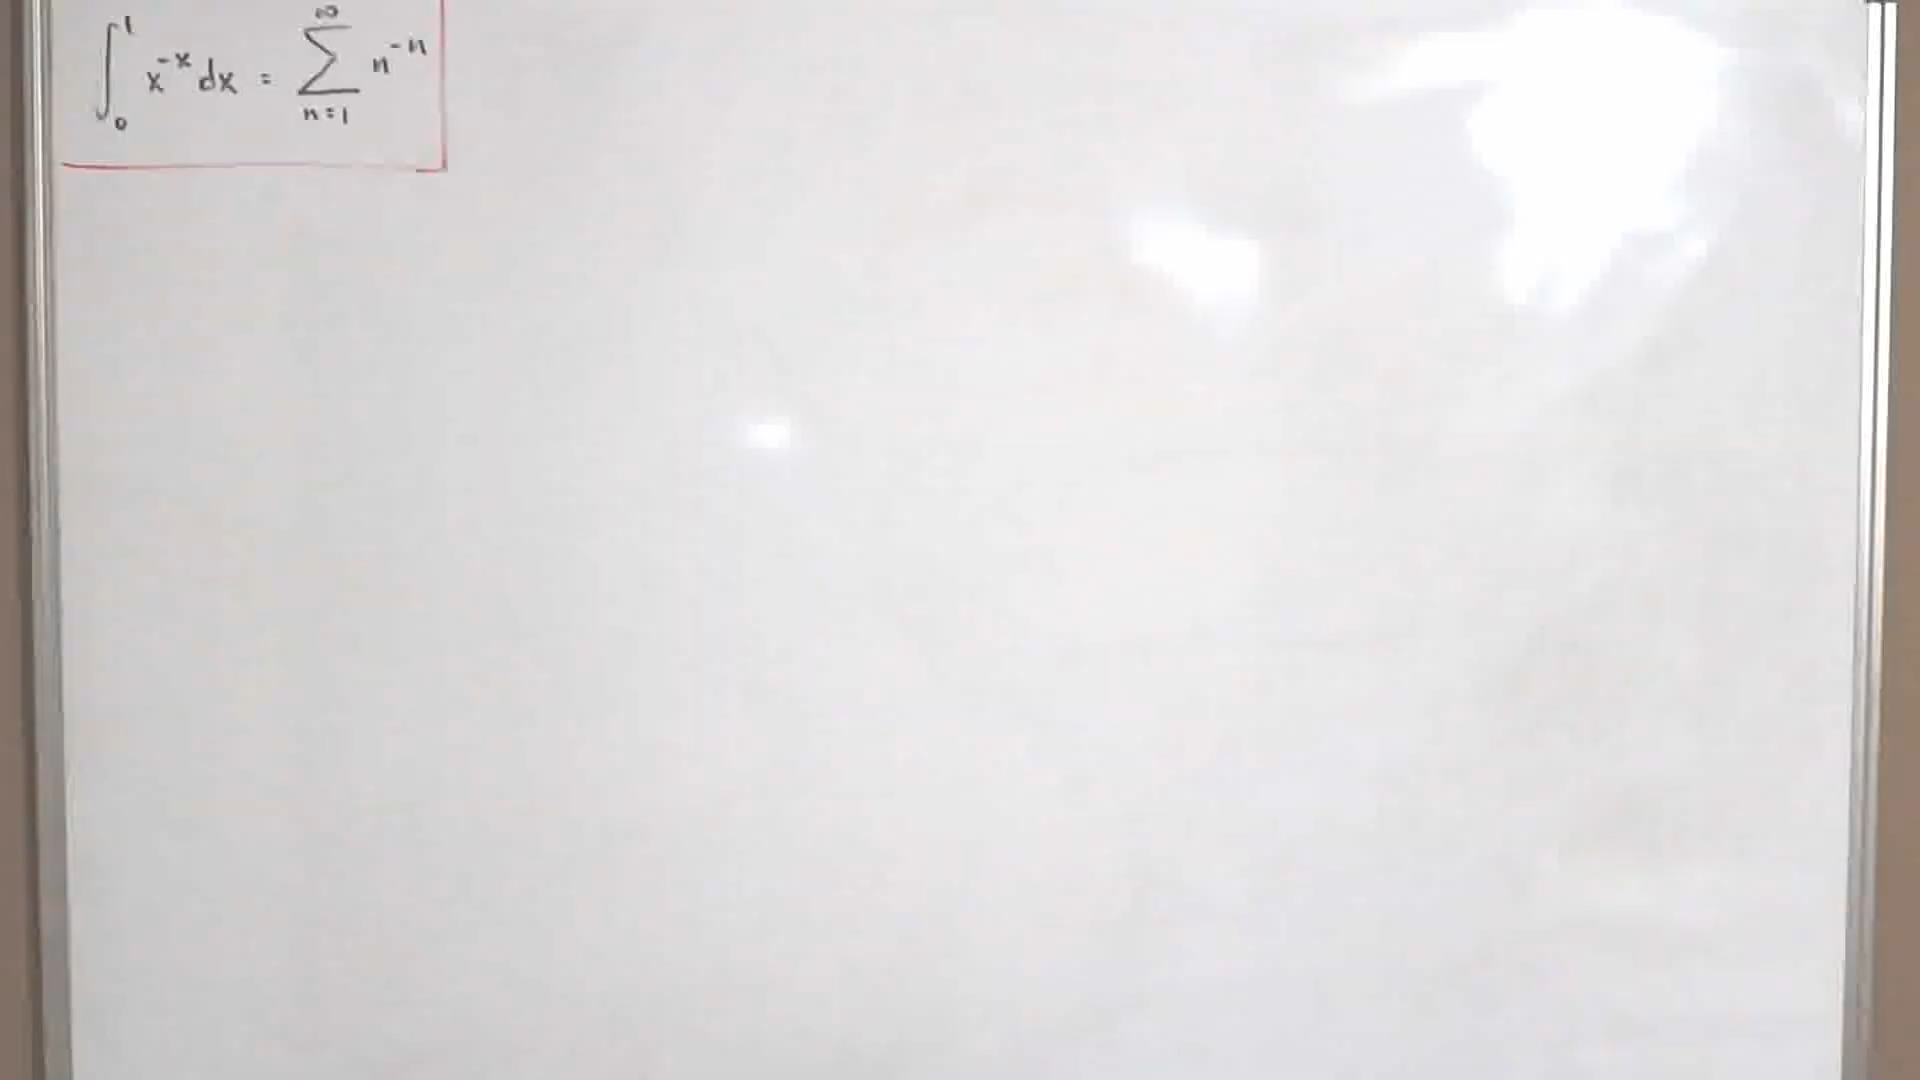 ∫₀¹ x⁻ˣ dx = ∑ₙ₌₁^∞ n⁻ⁿ